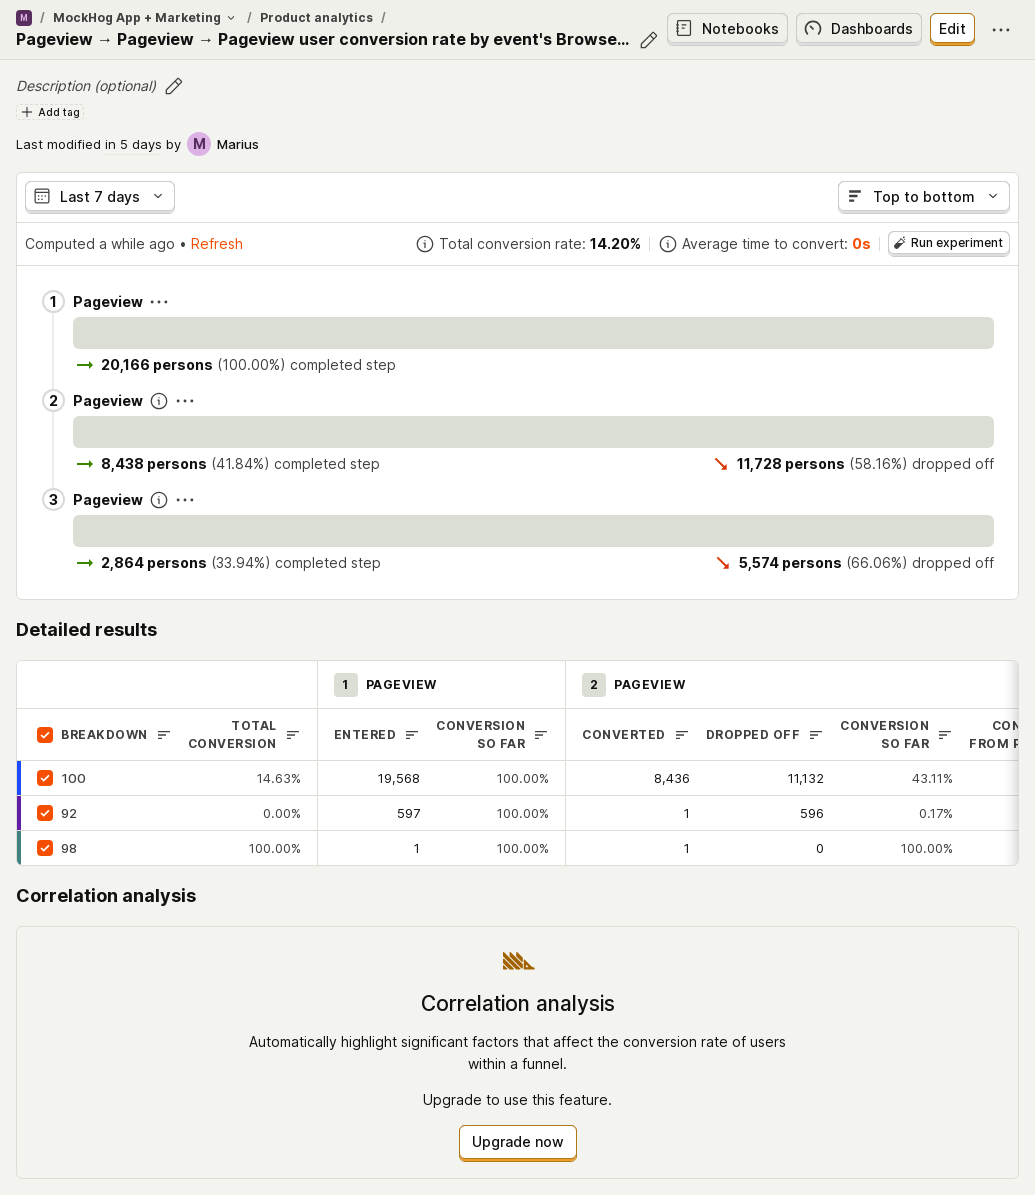 M / MockHog App + Marketing / Product analytics /
Pageview → Pageview → Pageview user conversion rate by event's Browse...
Notebooks
Dashboards
Edit
Description (optional)
Add tag
Last modified in 5 days by M Marius
Last 7 days
Top to bottom
Computed a while ago • Refresh
Total conversion rate: 14.20%
Average time to convert: 0s
Run experiment
1 Pageview
20,166 persons (100.00%) completed step
2 Pageview
8,438 persons (41.84%) completed step
11,728 persons (58.16%) dropped off
3 Pageview
2,864 persons (33.94%) completed step
5,574 persons (66.06%) dropped off
Detailed results
1 PAGEVIEW
2 PAGEVIEW
BREAKDOWN
TOTAL
CONVERSION
ENTERED
CONVERSION
SO FAR
CONVERTED
DROPPED OFF
CONVERSION
SO FAR
CON
FROM P
100 14.63% 19,568 100.00% 8,436 11,132 43.11%
92 0.00% 597 100.00% 1 596 0.17%
98 100.00% 1 100.00% 1 0 100.00%
Correlation analysis
Correlation analysis
Automatically highlight significant factors that affect the conversion rate of users
within a funnel.
Upgrade to use this feature.
Upgrade now